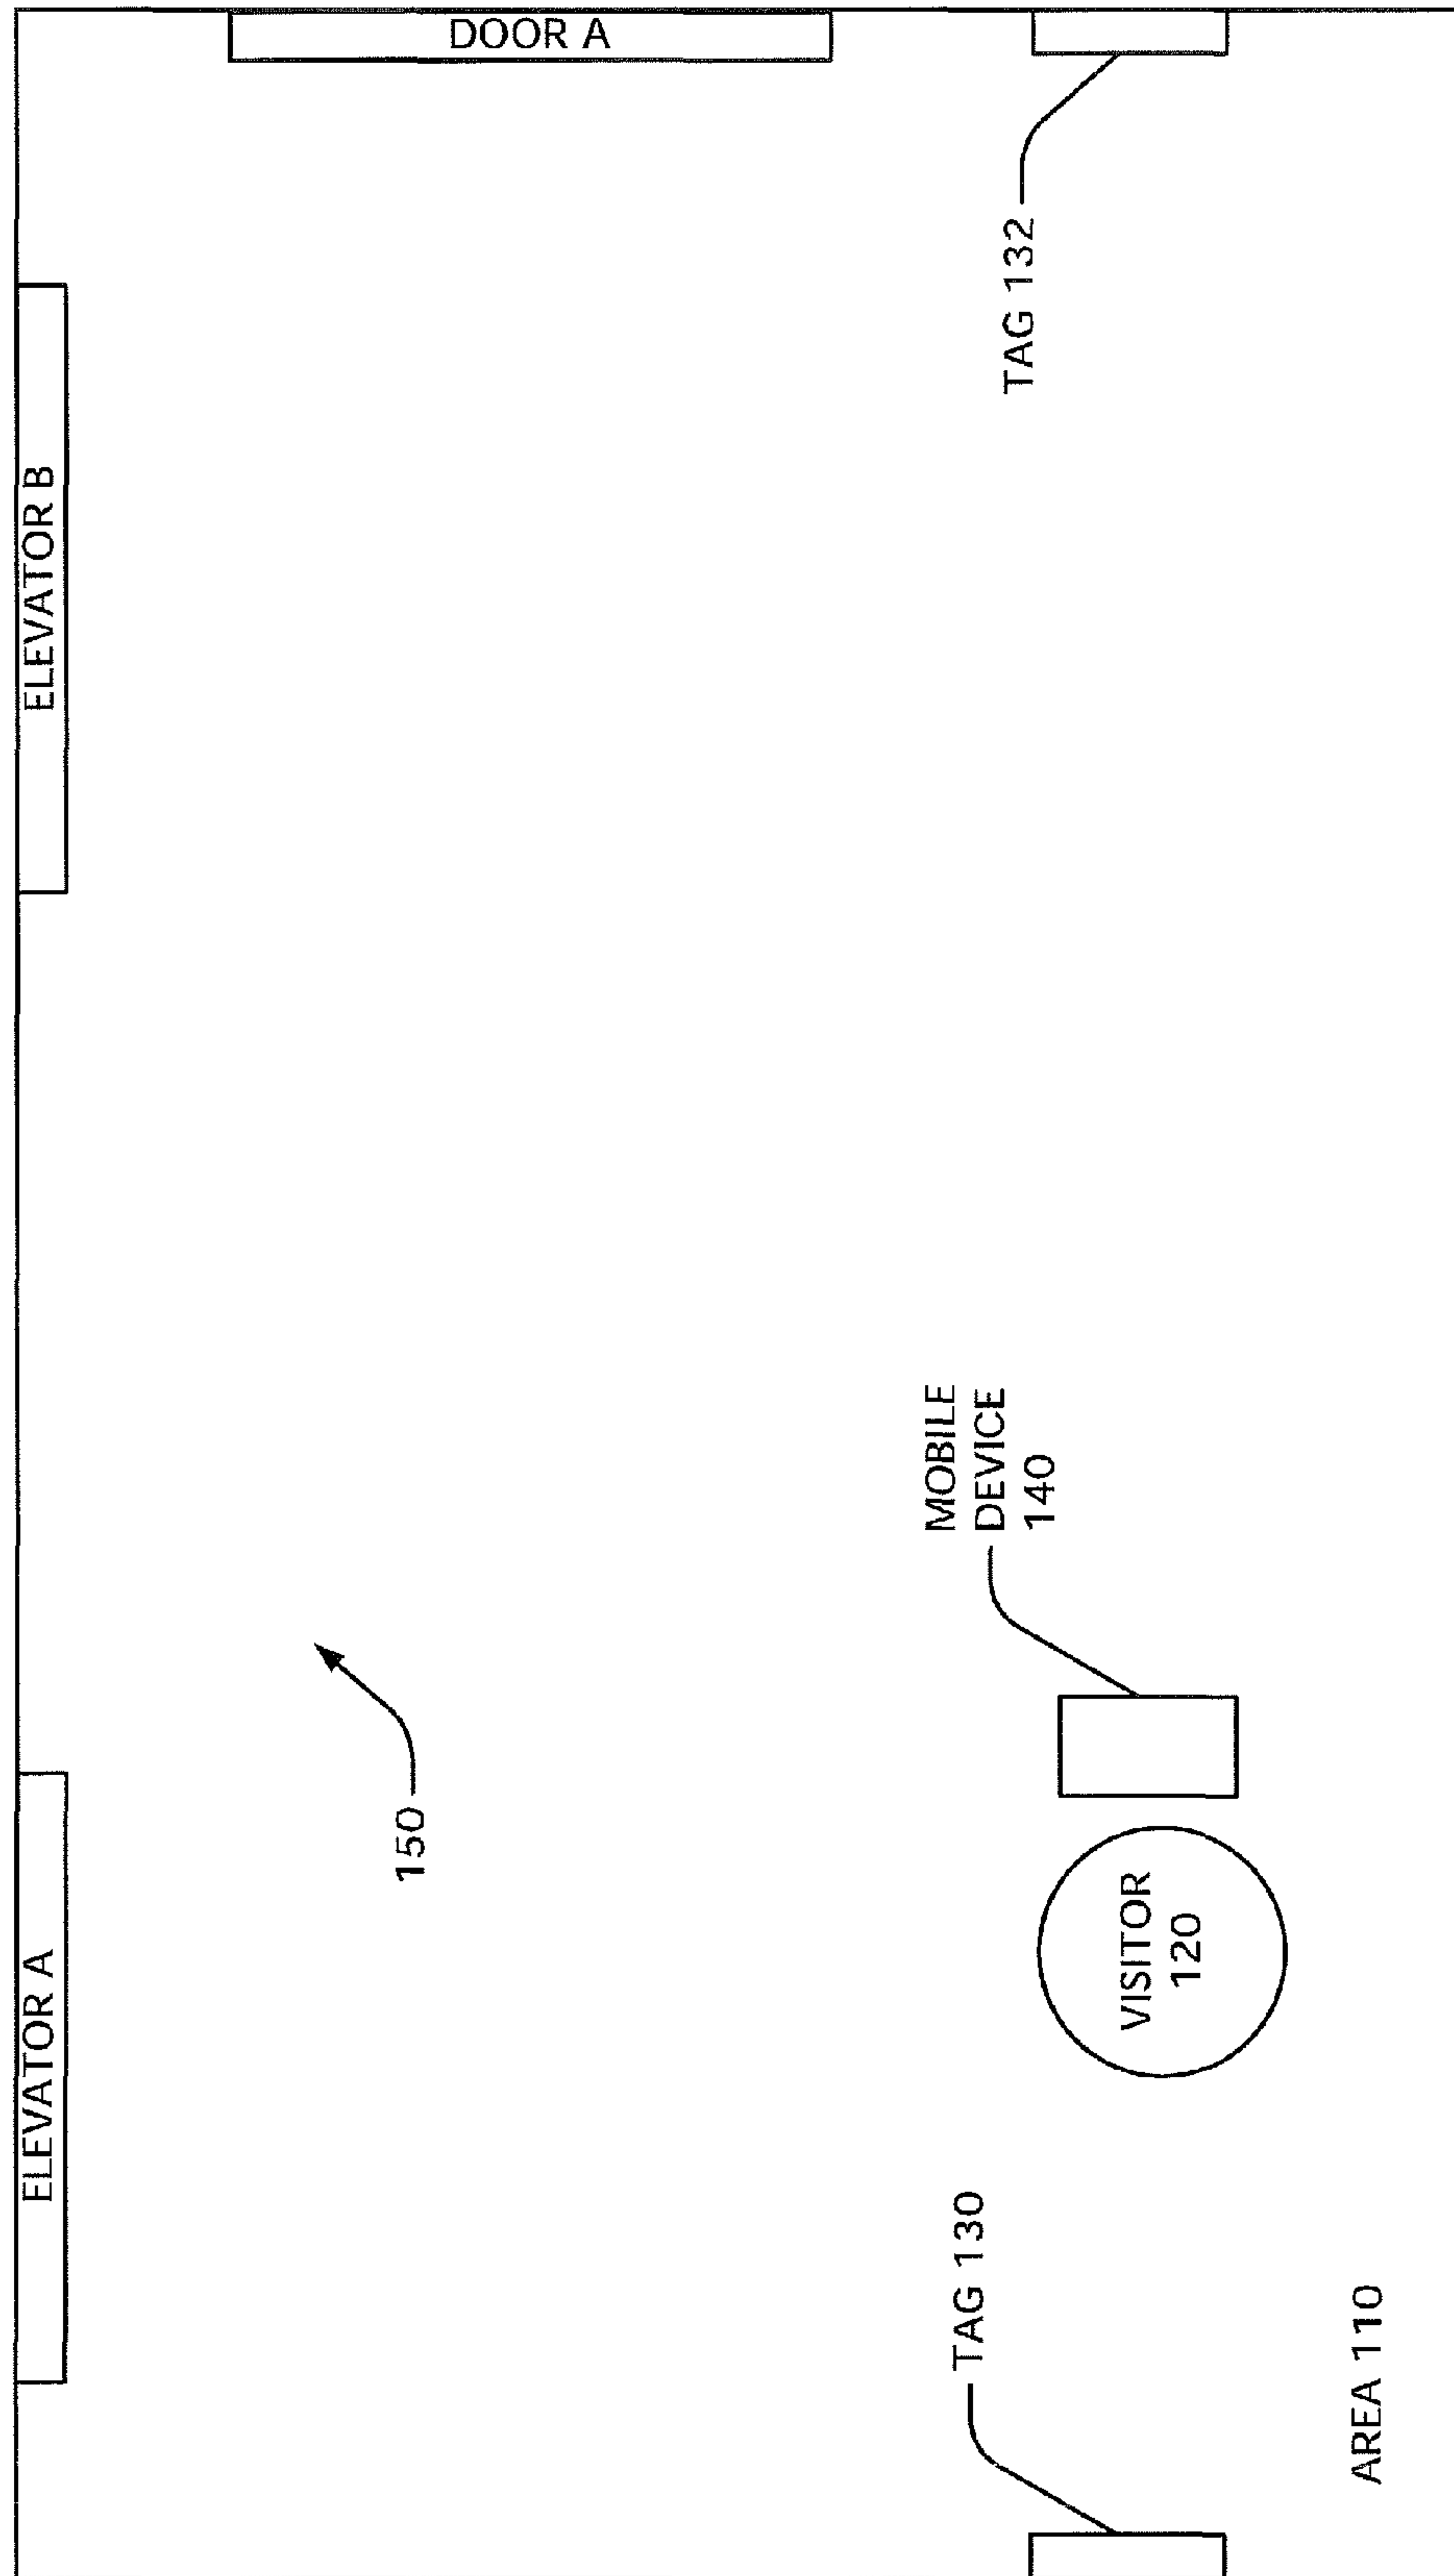 ELEVATOR A
ELEVATOR B
DOOR A
150
TAG 130
MOBILE
DEVICE
140
TAG 132
VISITOR
120
AREA 110